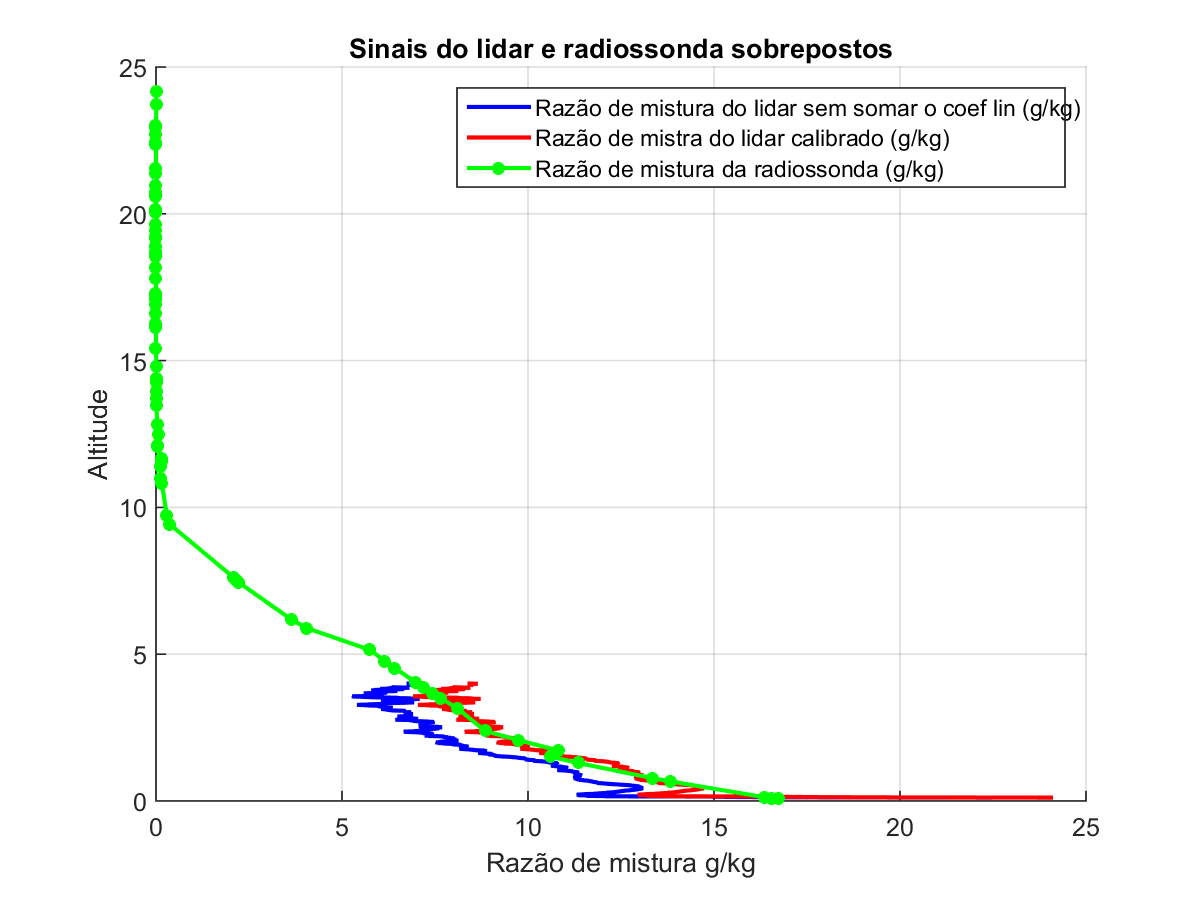 Sinais do lidar e radiossonda sobrepostos
25
Razão de mistura do lidar sem somar o coef lin (g/kg)
Razão de mistra do lidar calibrado (g/kg)
Razão de mistura da radiossonda (g/kg)
20
15
Altitude
10
5
0
0 5 10 15 20 25
Razão de mistura g/kg